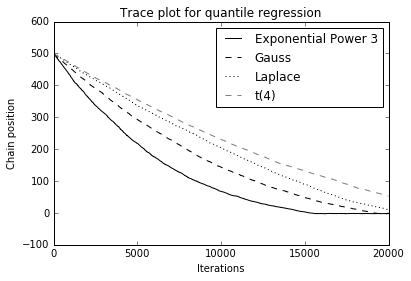 Trace plot for quantile regression
600
500
400
300
200
100
0
−100
Chain position
Exponential Power 3
Gauss
Laplace
t(4)
0
5000
10000
15000
20000
Iterations